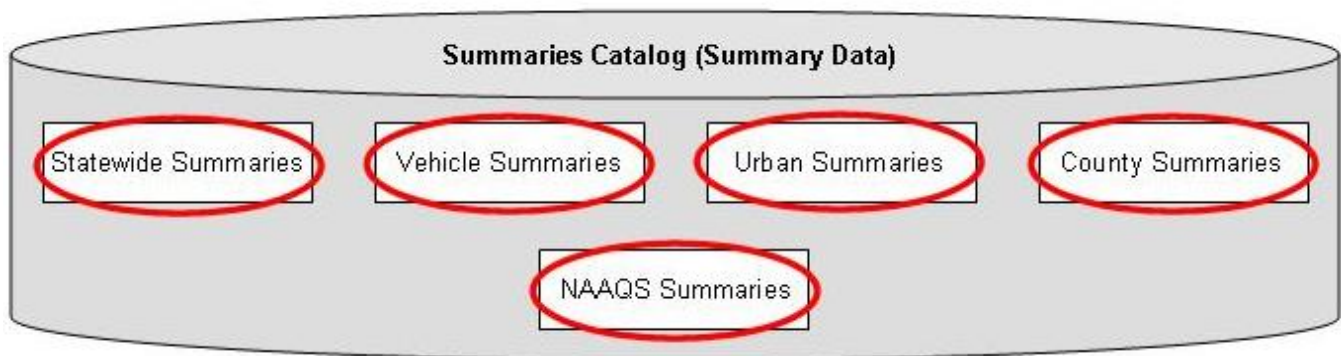 Summaries Catalog (Summary Data)
Statewide Summaries
Vehicle Summaries
Urban Summaries
County Summaries
NAAQS Summaries